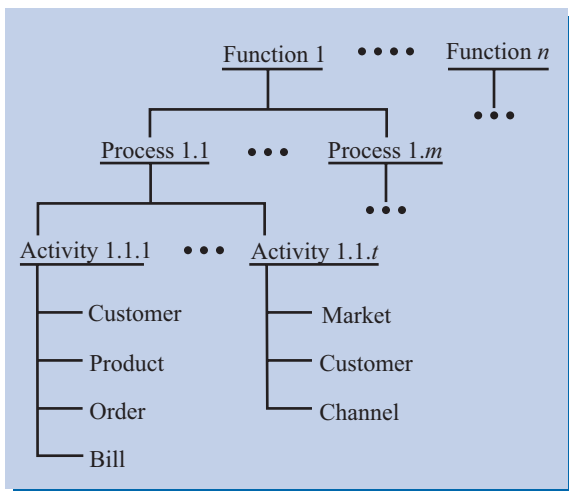 Function 1 •••• Function n
•••
Process 1.1 ••• Process 1.m
•••
Activity 1.1.1 ••• Activity 1.1.t
Customer Market
Product Customer
Order Channel
Bill